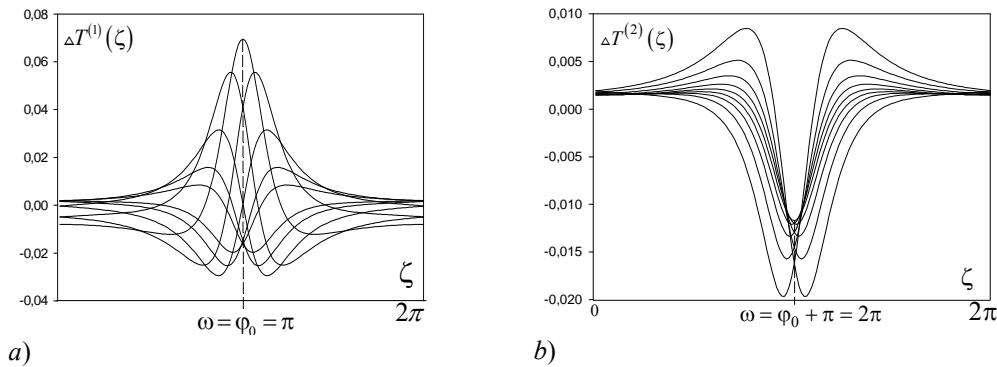 0,08
ΔT⁽¹⁾(ζ)
0,06
0,04
0,02
0,00
-0,02
-0,04
ζ
2π
ω = φ₀ = π
a)
0,010
ΔT⁽²⁾(ζ)
0,005
0,000
-0,005
-0,010
-0,015
-0,020
ζ
0
2π
ω = φ₀ + π = 2π
b)